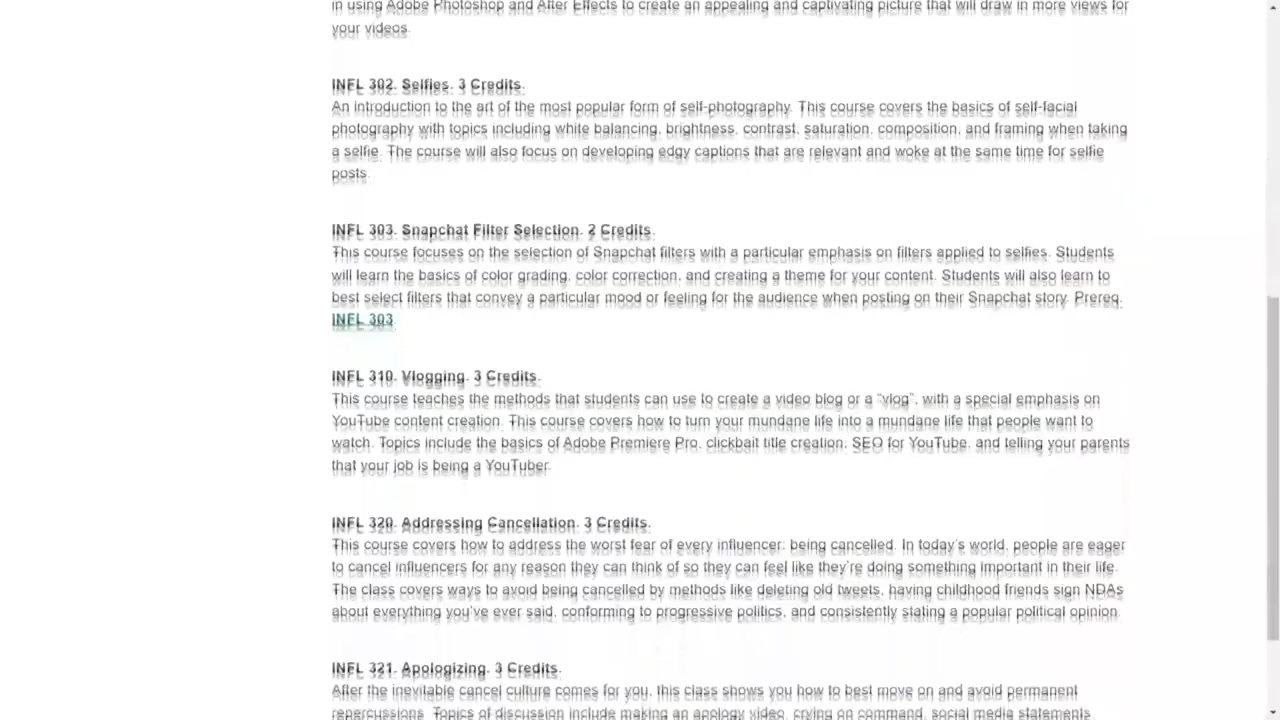 in using Adobe Photoshop and After Effects to create an appealing and captivating picture that will draw in more views for
your videos.
INFL 302. Selfies. 3 Credits.
An introduction to the art of the most popular form of self-photography. This course covers the basics of self-facial
photography with topics including white balancing, brightness, contrast, saturation, composition, and framing when taking
a selfie. The course will also focus on developing edgy captions that are relevant and woke at the same time for selfie
posts.
INFL 303. Snapchat Filter Selection. 2 Credits.
This course focuses on the selection of Snapchat filters with a particular emphasis on filters applied to selfies. Students
will learn the basics of color grading, color correction, and creating a theme for your content. Students will also learn to
best select filters that convey a particular mood or feeling for the audience when posting on their Snapchat story. Prereq.
INFL 303.
INFL 310. Vlogging. 3 Credits.
This course teaches the methods that students can use to create a video blog or a "vlog", with a special emphasis on
YouTube content creation. This course covers how to turn your mundane life into a mundane life that people want to
watch. Topics include the basics of Adobe Premiere Pro, clickbait title creation, SEO for YouTube, and telling your parents
that your job is being a YouTuber.
INFL 320. Addressing Cancellation. 3 Credits.
This course covers how to address the worst fear of every influencer: being cancelled. In today's world, people are eager
to cancel influencers for any reason they can think of so they can feel like they're doing something important in their life.
The class covers ways to avoid being cancelled by methods like deleting old tweets, having childhood friends sign NDAs
about everything you've ever said, conforming to progressive politics, and consistently stating a popular political opinion.
INFL 321. Apologizing. 3 Credits.
After the inevitable cancel culture comes for you, this class shows you how to best move on and avoid permanent
repercussions. Topics of discussion include making an apology video, crying on command, social media statements,